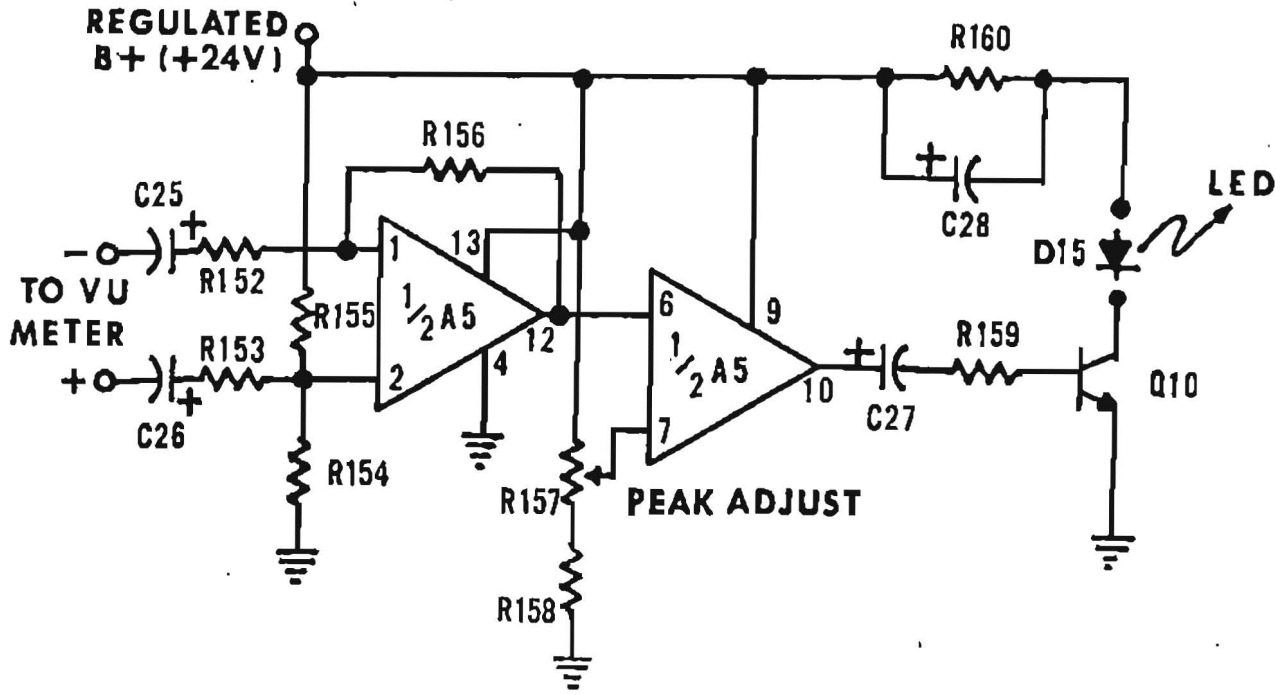 REGULATED
B+ (+24V)
R160
R156
C28
LED
C25
+
+
−
R152
1
13
1/2 A5
12
4
D15
TO VU
METER
R155
R153
+
+
C26
2
6
9
1/2 A5
7
10
+
C27
R159
Q10
R154
R157
PEAK ADJUST
R158